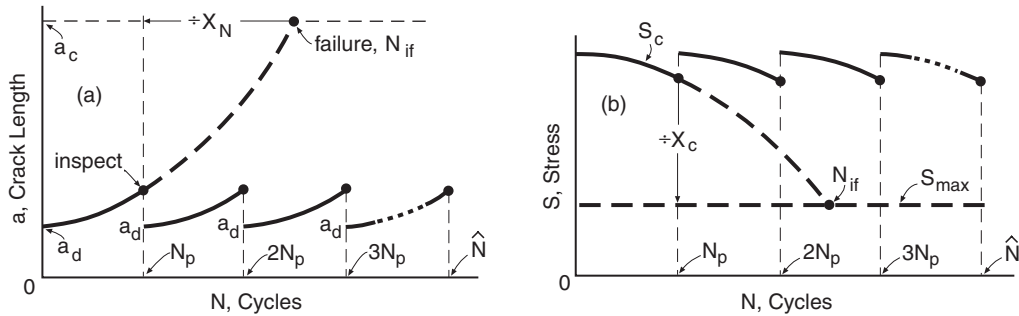 ÷X_N
a_c
failure, N_if
(a)
a, Crack Length
inspect
a_d
a_d
a_d
a_d
N_p
2N_p
3N_p
N̂
0
N, Cycles
S_c
(b)
÷X_c
S, Stress
N_if
S_max
N_p
2N_p
3N_p
N̂
0
N, Cycles